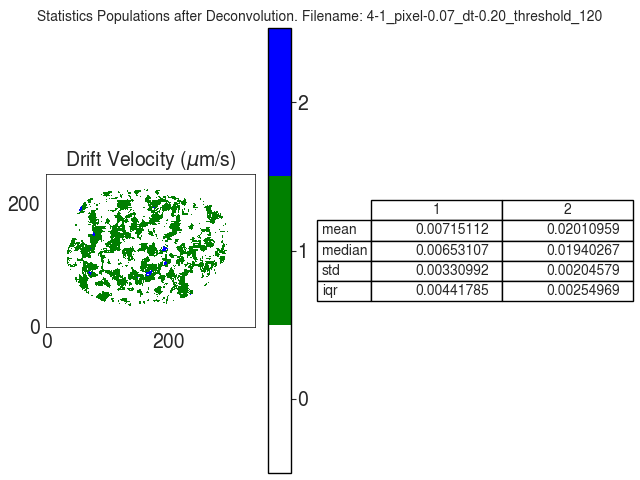 Statistics Populations after Deconvolution. Filename: 4-1_pixel-0.07_dt-0.20_threshold_120
Drift Velocity (μm/s)
200
0
0 200
2
1
0
1 2
mean 0.00715112 0.02010959
median 0.00653107 0.01940267
std 0.00330992 0.00204579
iqr 0.00441785 0.00254969